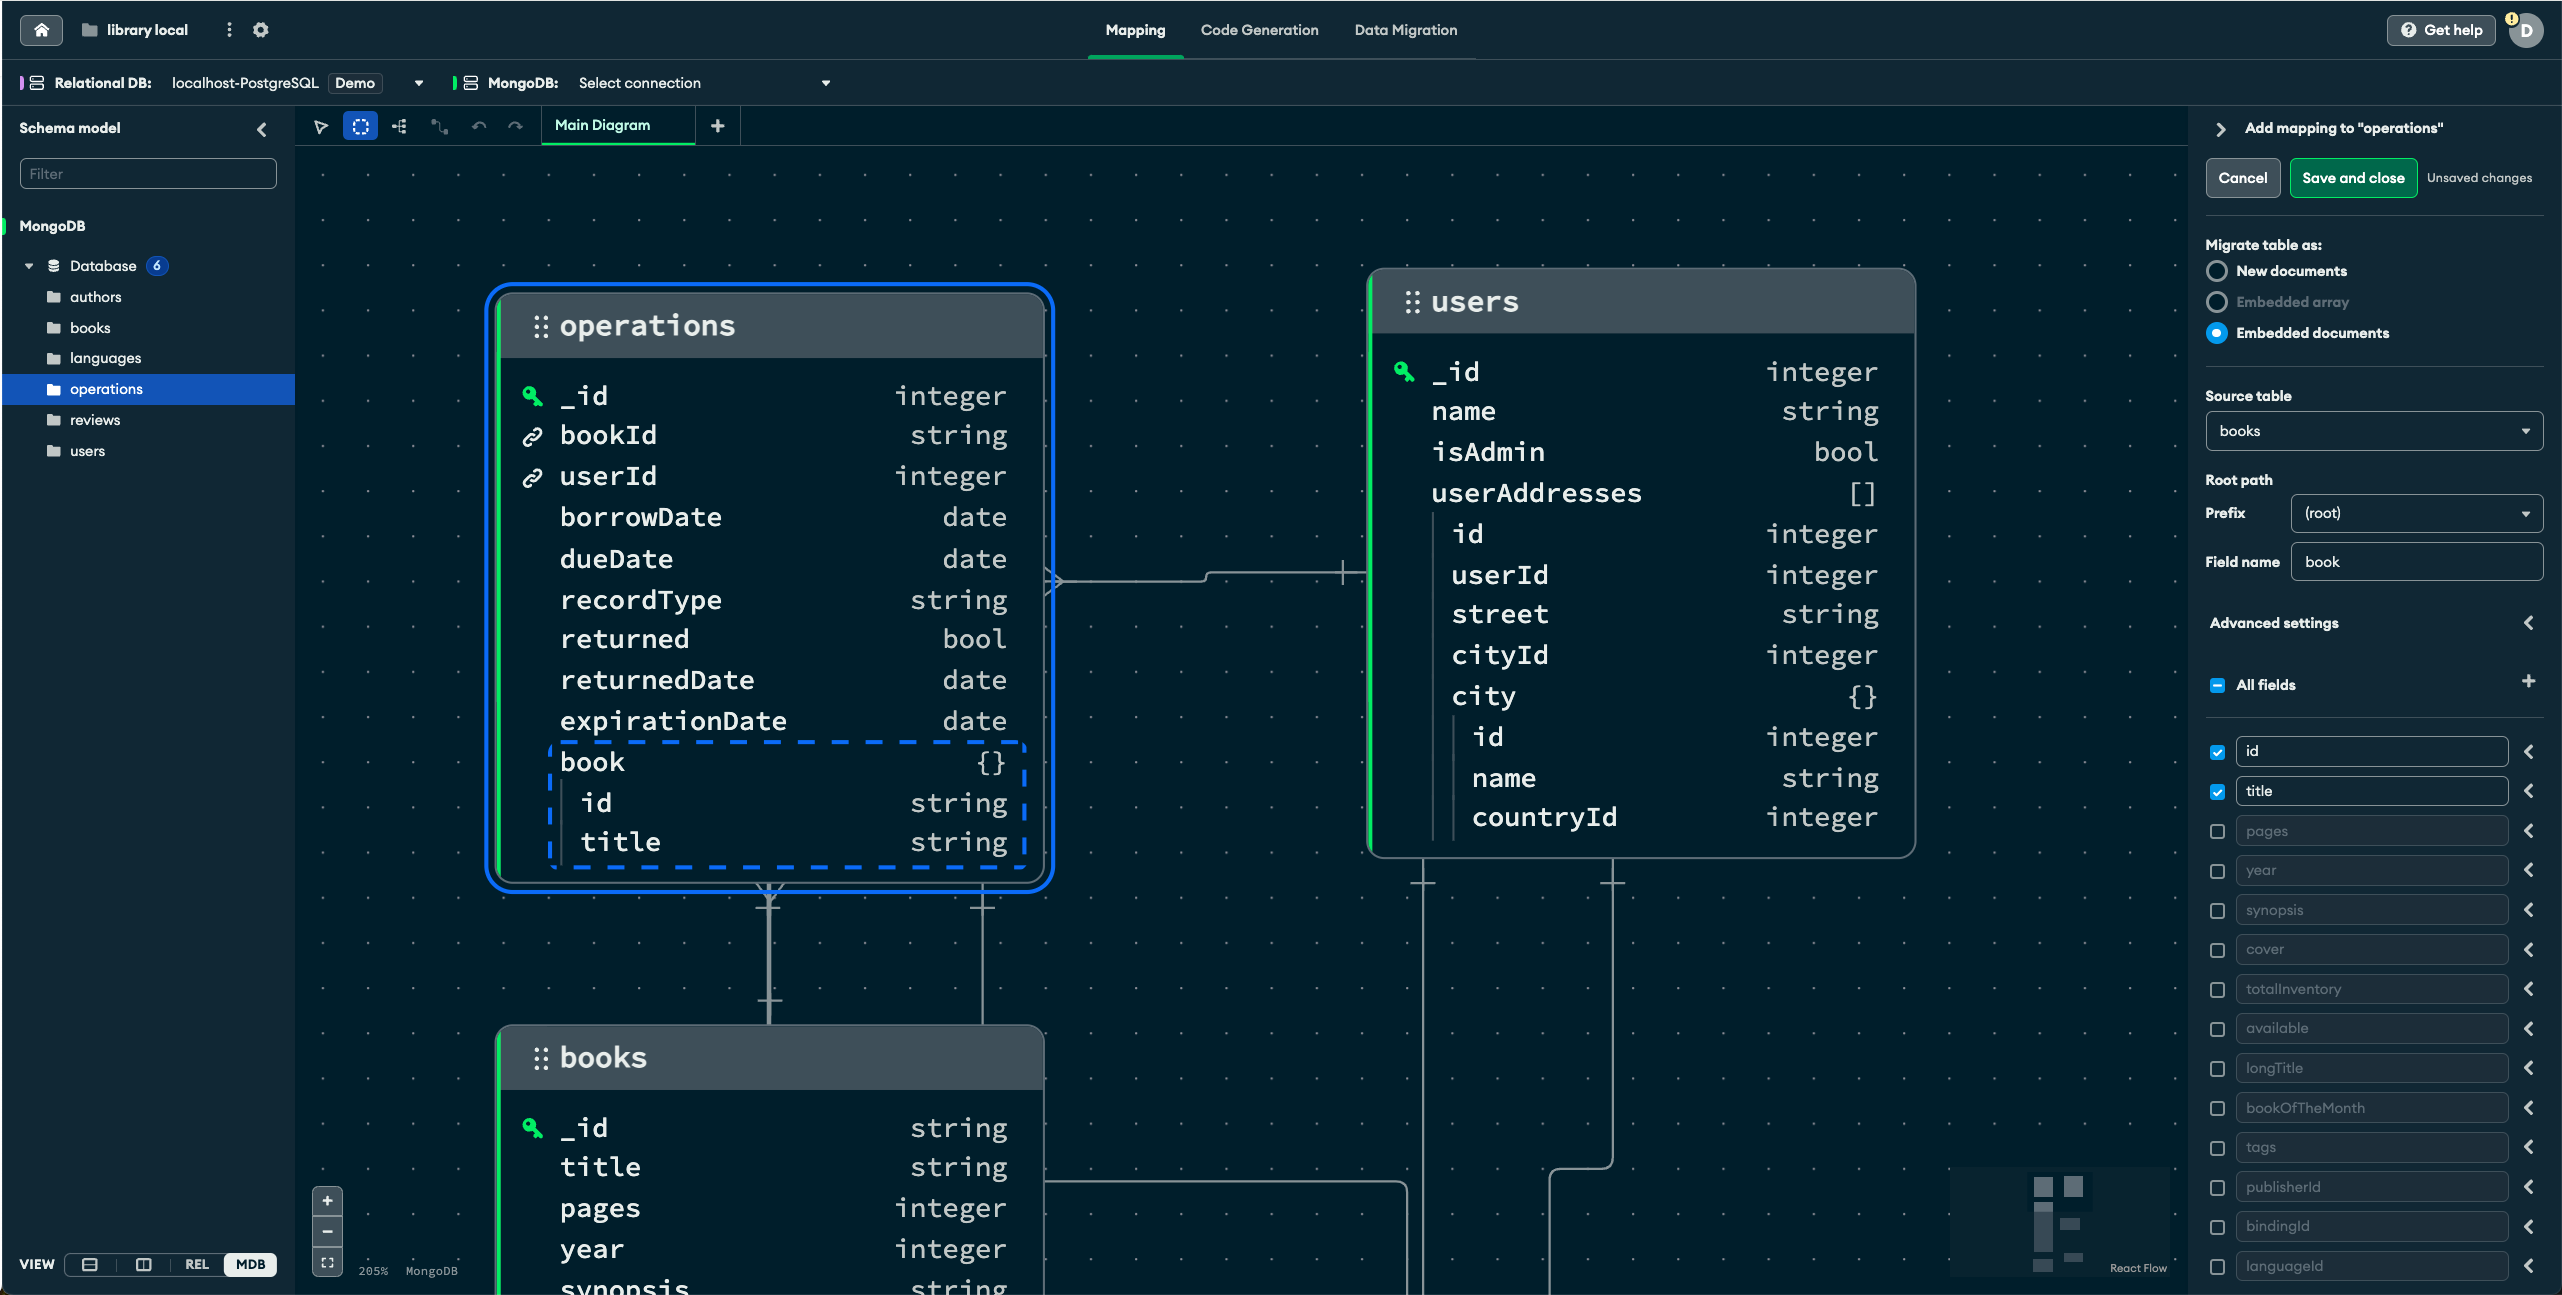 library local
Mapping
Code Generation
Data Migration
Get help
D
Relational DB:
localhost-PostgreSQL
Demo
MongoDB:
Select connection
Schema model
Filter
MongoDB
Database 6
authors
books
languages
operations
reviews
users
VIEW
REL
MDB
Main Diagram
operations
_id integer
bookId string
userId integer
borrowDate date
dueDate date
recordType string
returned bool
returnedDate date
expirationDate date
book {}
id string
title string
users
_id integer
name string
isAdmin bool
userAddresses []
id integer
userId integer
street string
cityId integer
city {}
id integer
name string
countryId integer
books
_id string
title string
pages integer
year integer
synopsis string
205% MongoDB
React Flow
Add mapping to "operations"
Cancel
Save and close
Unsaved changes
Migrate table as:
New documents
Embedded array
Embedded documents
Source table
books
Root path
Prefix
(root)
Field name
book
Advanced settings
All fields
id
title
pages
year
synopsis
cover
totalInventory
available
longTitle
bookOfTheMonth
tags
publisherId
bindingId
languageId